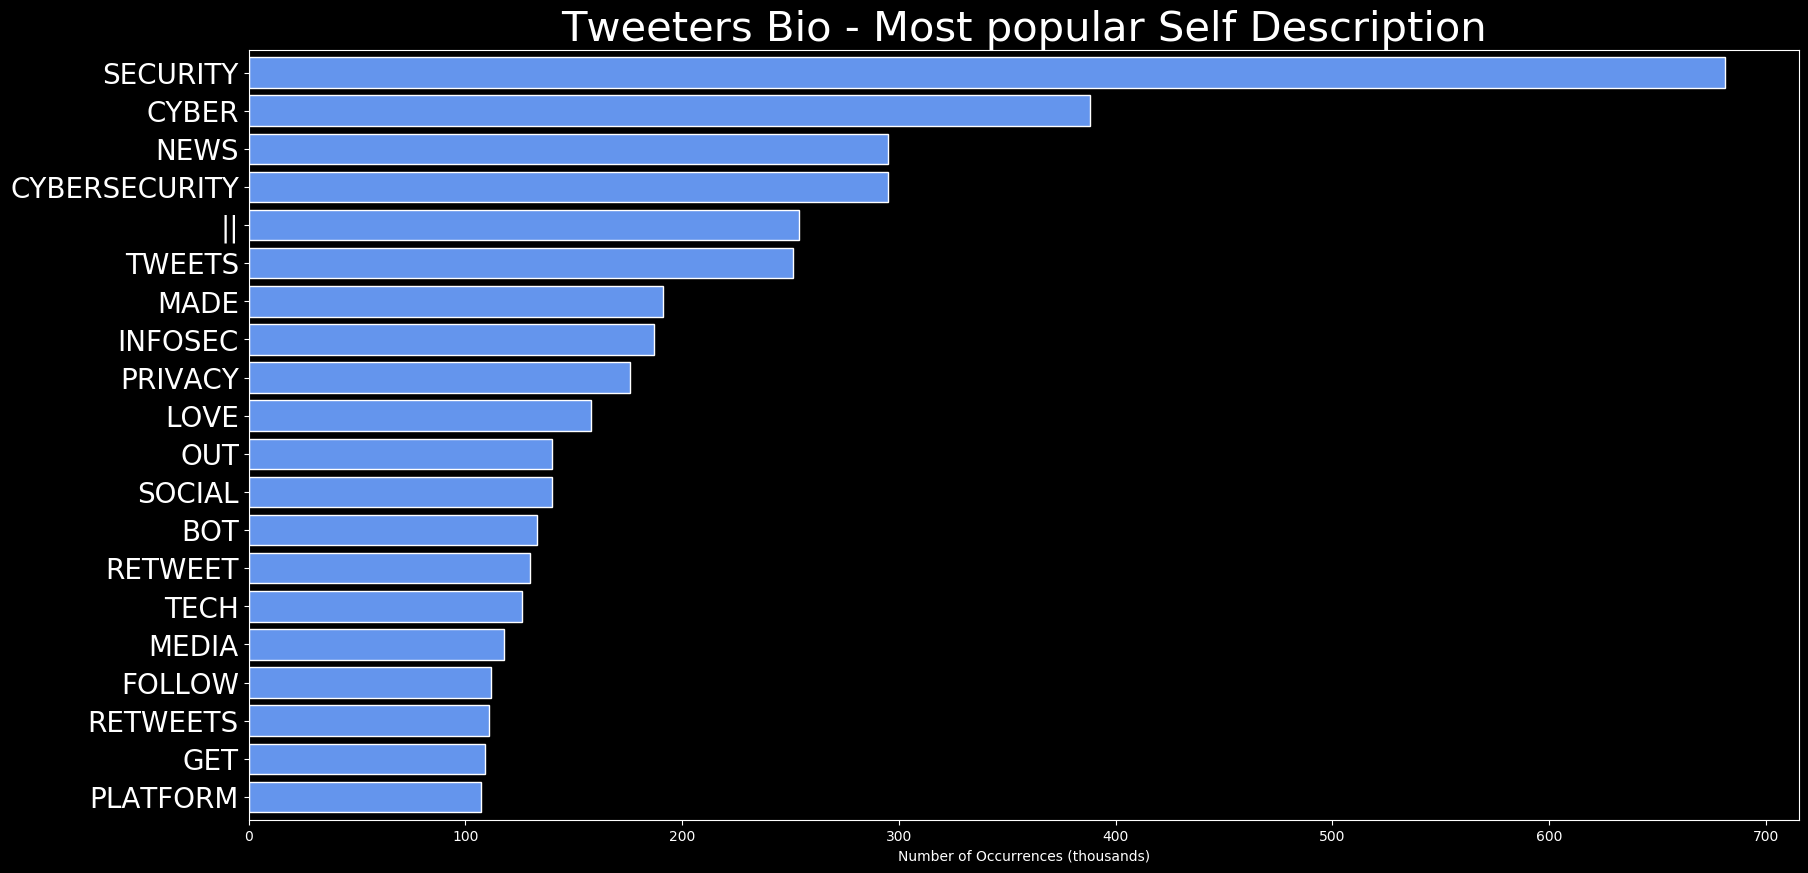 Tweeters Bio - Most popular Self Description
SECURITY
CYBER
NEWS
CYBERSECURITY
||
TWEETS
MADE
INFOSEC
PRIVACY
LOVE
OUT
SOCIAL
BOT
RETWEET
TECH
MEDIA
FOLLOW
RETWEETS
GET
PLATFORM
0 100 200 300 400 500 600 700
Number of Occurrences (thousands)